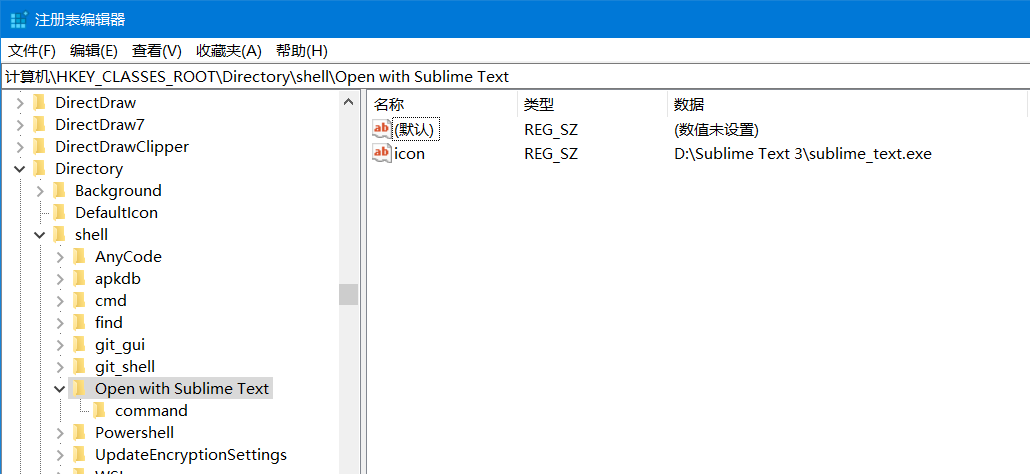 注册表编辑器
文件(F) 编辑(E) 查看(V) 收藏夹(A) 帮助(H)
计算机\HKEY_CLASSES_ROOT\Directory\shell\Open with Sublime Text
DirectDraw
DirectDraw7
DirectDrawClipper
Directory
Background
DefaultIcon
shell
AnyCode
apkdb
cmd
find
git_gui
git_shell
Open with Sublime Text
command
Powershell
UpdateEncryptionSettings
名称 类型 数据
ab (默认) REG_SZ (数值未设置)
ab icon REG_SZ D:\Sublime Text 3\sublime_text.exe